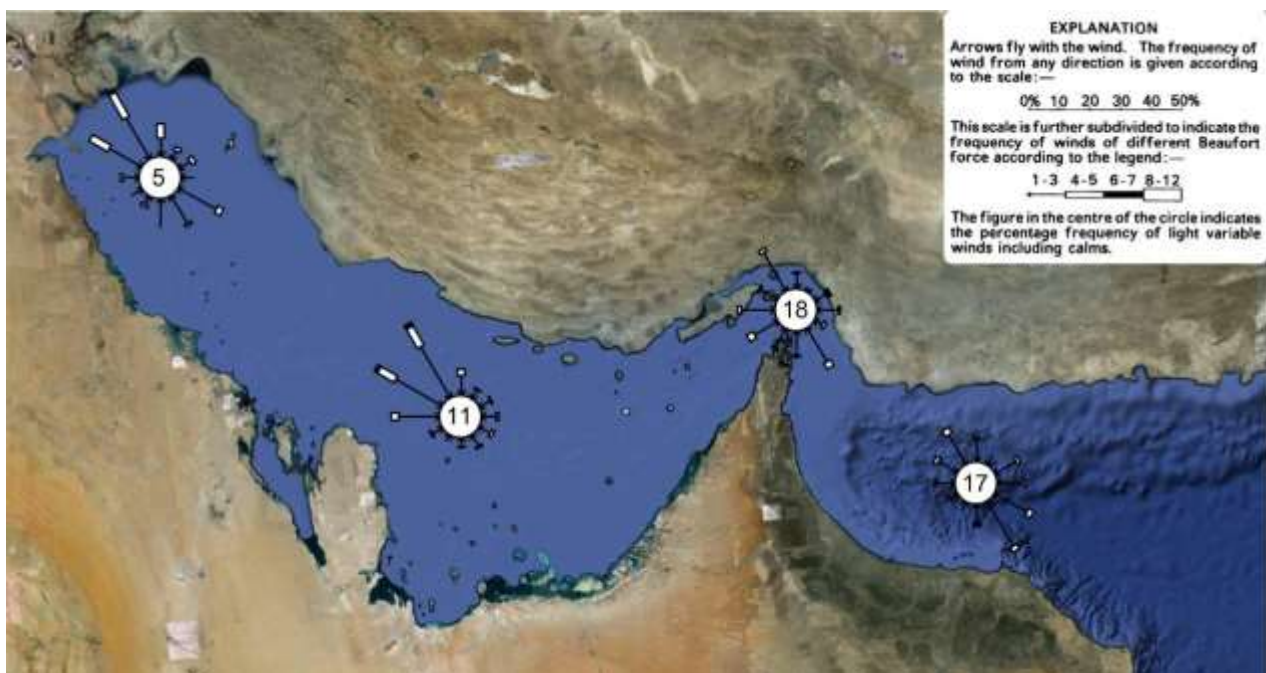 EXPLANATION
Arrows fly with the wind. The frequency of
wind from any direction is given according
to the scale:—
0% 10 20 30 40 50%
This scale is further subdivided to indicate the
frequency of winds of different Beaufort
force according to the legend:—
1-3 4-5 6-7 8-12
The figure in the centre of the circle indicates
the percentage frequency of light variable
winds including calms.
5
18
11
17